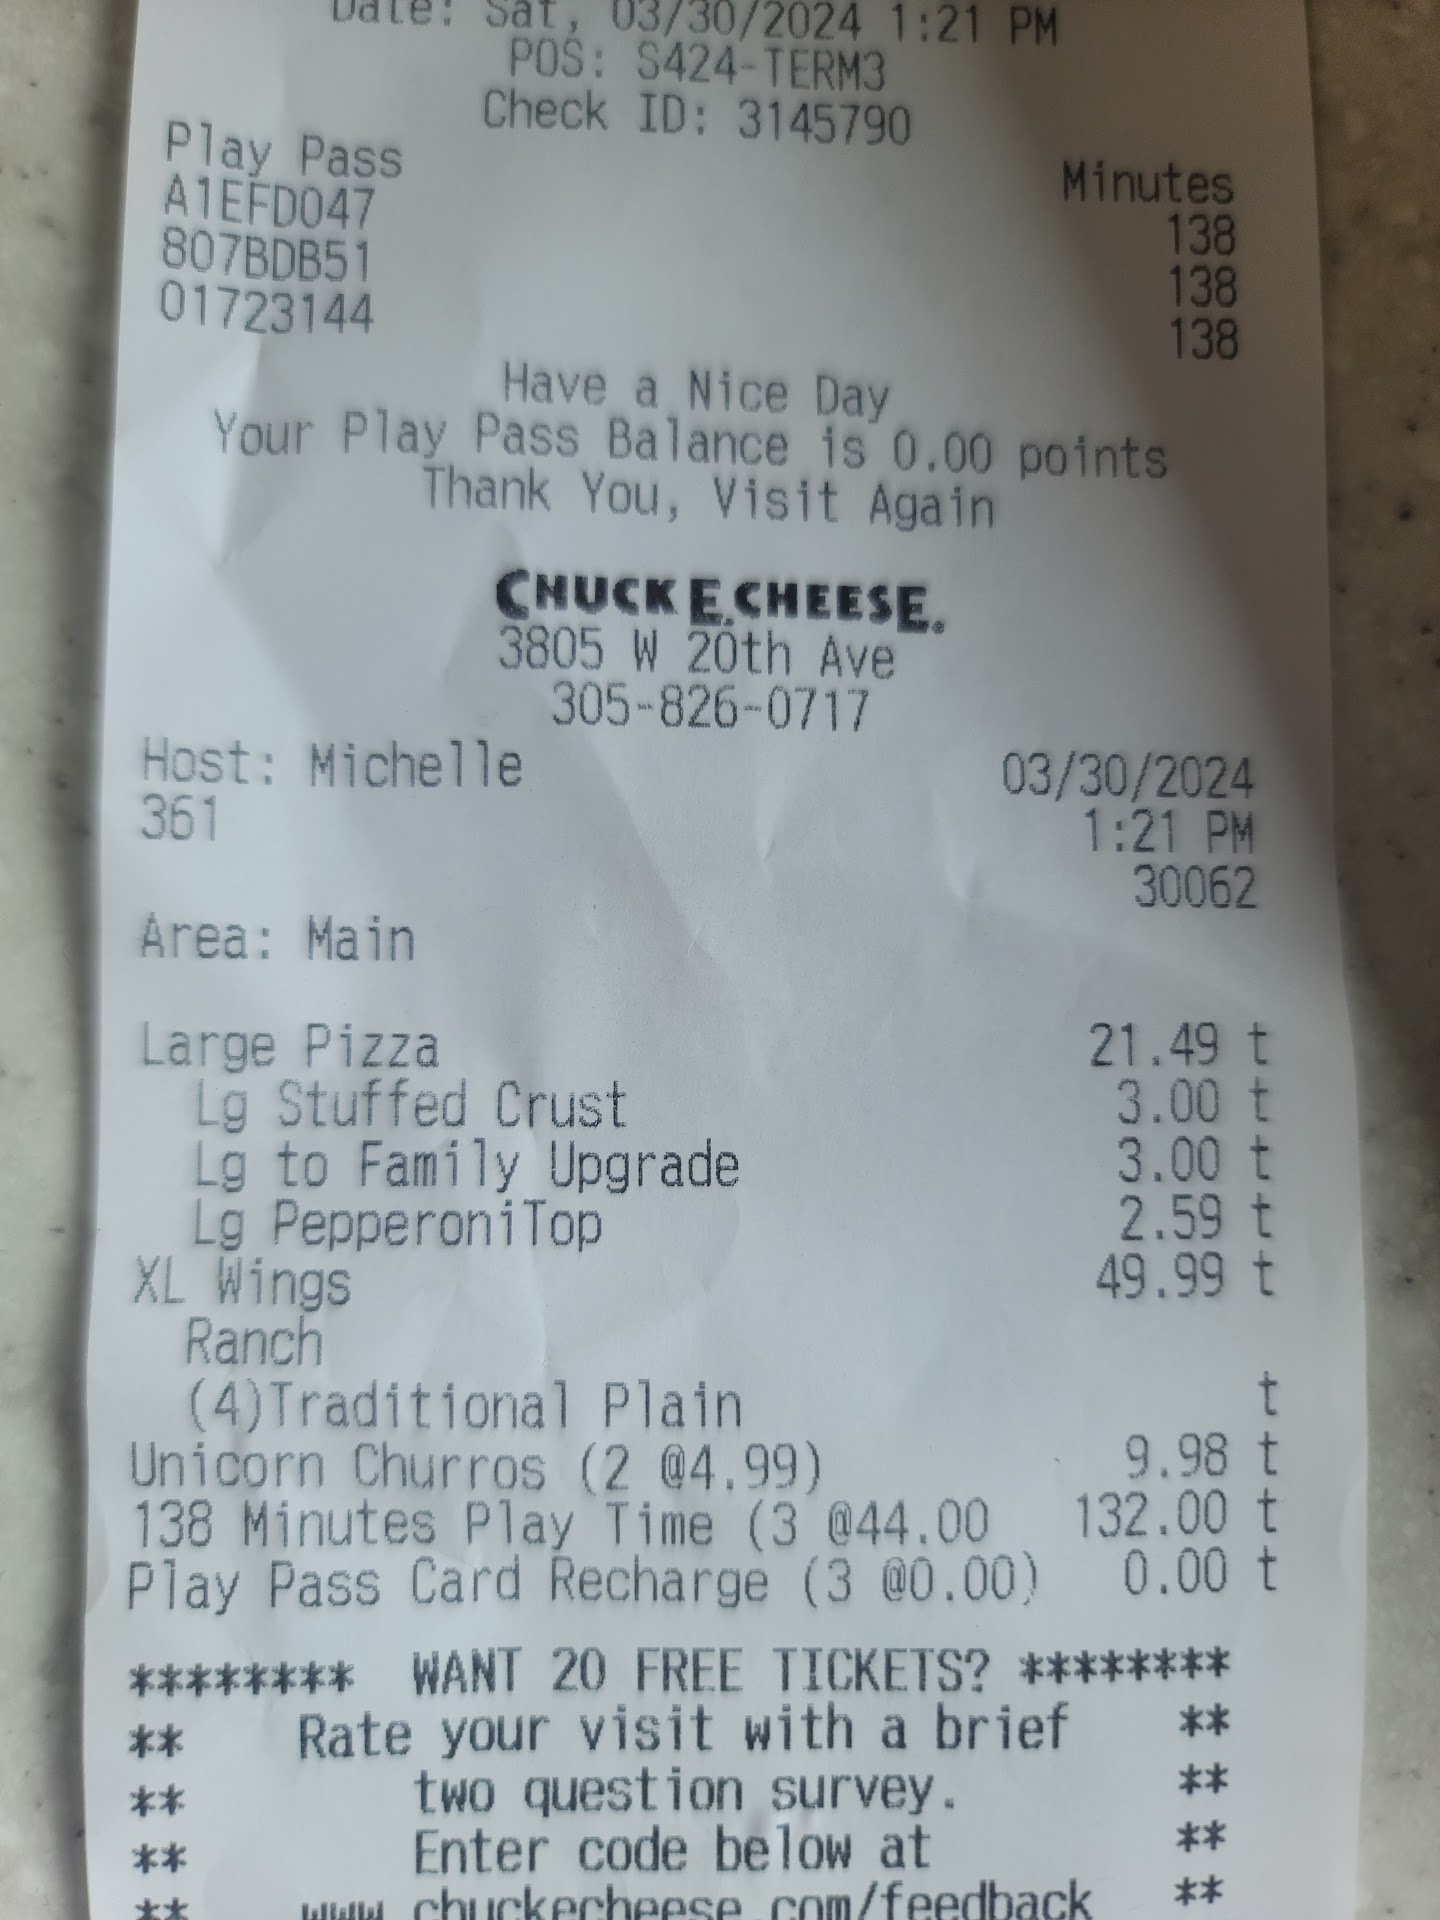 Date: Sat, 03/30/2024 1:21 PM
POS: S424-TERM3
Check ID: 3145790
Play Pass Minutes
A1EFD047 138
807BDB51 138
01723144 138
Have a Nice Day
Your Play Pass Balance is 0.00 points
Thank You, Visit Again
CHUCK E. CHEESE.
3805 W 20th Ave
305-826-0717
Host: Michelle 03/30/2024
361 1:21 PM
30062
Area: Main
Large Pizza 21.49 t
Lg Stuffed Crust 3.00 t
Lg to Family Upgrade 3.00 t
Lg PepperoniTop 2.59 t
XL Wings 49.99 t
Ranch
(4)Traditional Plain t
Unicorn Churros (2 @4.99) 9.98 t
138 Minutes Play Time (3 @44.00 132.00 t
Play Pass Card Recharge (3 @0.00) 0.00 t
******** WANT 20 FREE TICKETS? ********
** Rate your visit with a brief **
** two question survey. **
** Enter code below at **
** www.chuckecheese.com/feedback **